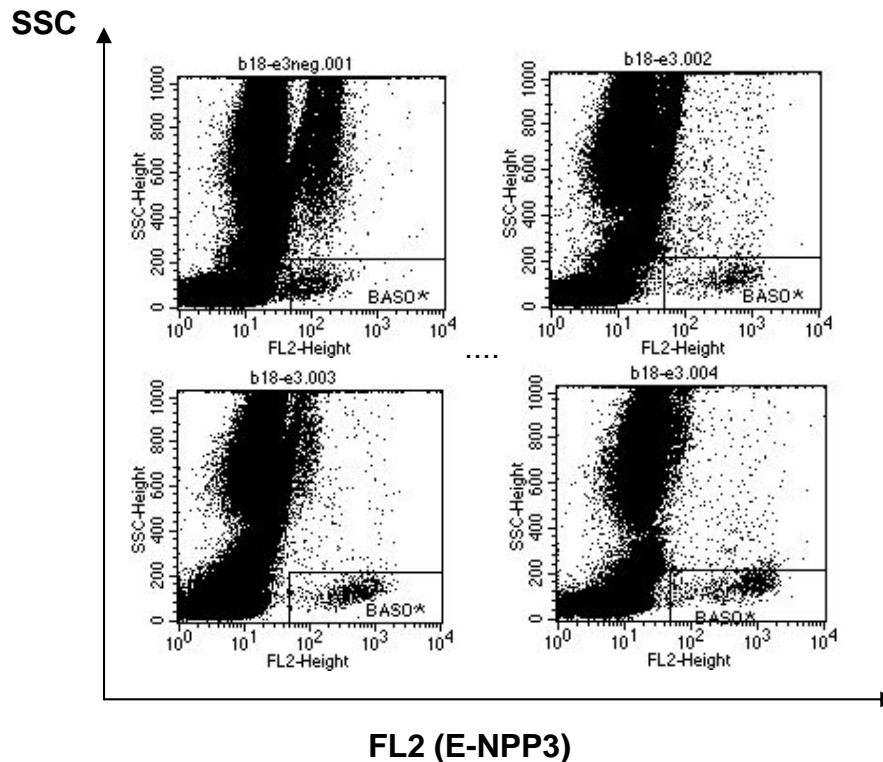 SSC
b18-e3neg.001
SSC-Height
1000
800
600
400
200
0
BASO*
10^0 10^1 10^2 10^3 10^4
FL2-Height
b18-e3.002
SSC-Height
1000
800
600
400
200
0
BASO*
10^0 10^1 10^2 10^3 10^4
FL2-Height
....
b18-e3.003
SSC-Height
1000
800
600
400
200
0
BASO*
10^0 10^1 10^2 10^3 10^4
FL2-Height
b18-e3.004
SSC-Height
1000
800
600
400
200
0
BASO*
10^0 10^1 10^2 10^3 10^4
FL2-Height
FL2 (E-NPP3)